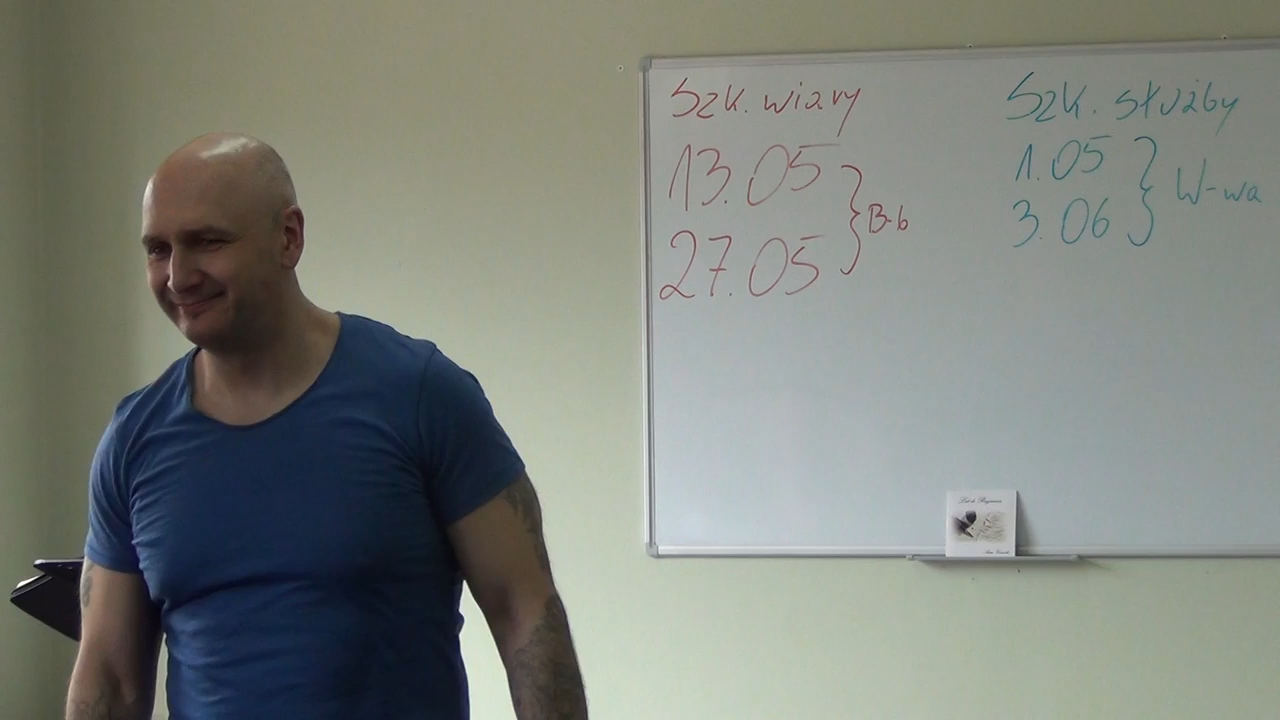 Szk. wiary
13.05
27.05
B-b
Szk. służby
1.05
3.06
W-wa